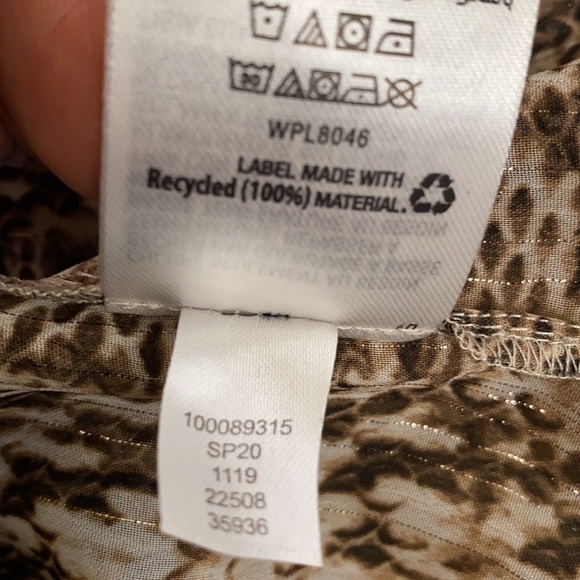 WPL8046
LABEL MADE WITH
Recycled (100%) MATERIAL.
100089315
SP20
1119
22508
35936